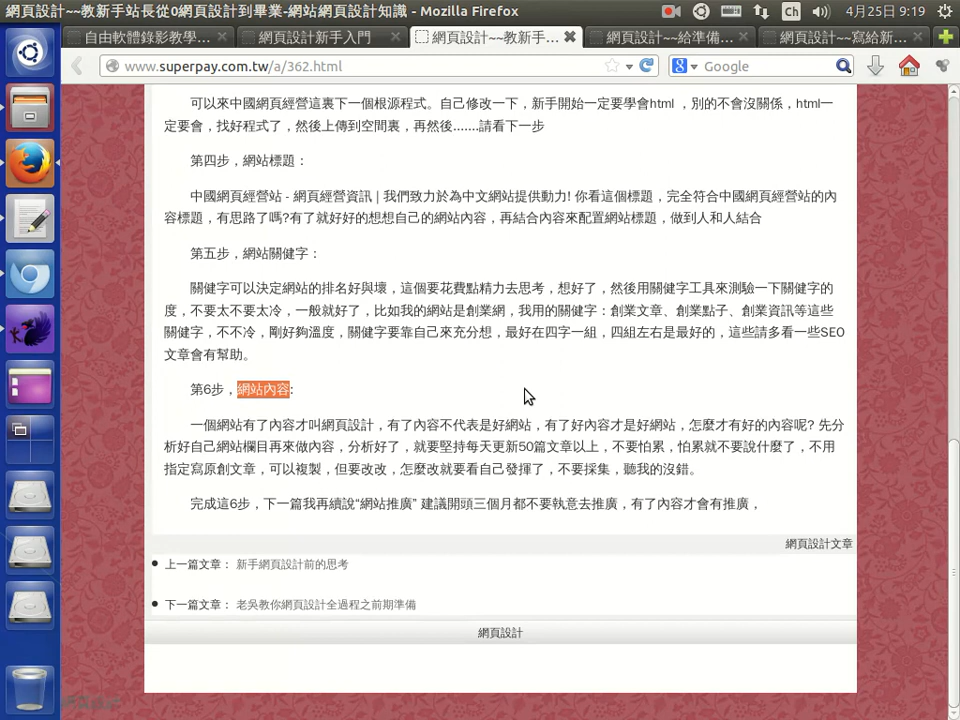 網頁設計~~教新手站長從0網頁設計到畢業-網站網頁設計知識 - Mozilla Firefox
Ch
4月25日 9:19
自由軟體錄影教學...
網頁設計新手入門
網頁設計~~教新手...
網頁設計~~給準備...
網頁設計~~寫給新...
www.superpay.com.tw/a/362.html
Google
可以來中國網頁經營這裏下一個根源程式。自己修改一下，新手開始一定要學會html ，別的不會沒關係，html一
定要會，找好程式了，然後上傳到空間裏，再然後.......請看下一步
第四步，網站標題：
中國網頁經營站 - 網頁經營資訊 | 我們致力於為中文網站提供動力! 你看這個標題，完全符合中國網頁經營站的內
容標題，有思路了嗎?有了就好好的想想自己的網站內容，再結合內容來配置網站標題，做到人和人結合
第五步，網站關健字：
關健字可以決定網站的排名好與壞，這個要花費點精力去思考，想好了，然後用關健字工具來測驗一下關健字的
度，不要太不要太冷，一般就好了，比如我的網站是創業網，我用的關健字：創業文章、創業點子、創業資訊等這些
關健字，不不冷，剛好夠溫度，關健字要靠自己來充分想，最好在四字一組，四組左右是最好的，這些請多看一些SEO
文章會有幫助。
第6步，網站內容:
一個網站有了內容才叫網頁設計，有了內容不代表是好網站，有了好內容才是好網站，怎麼才有好的內容呢? 先分
析好自己網站欄目再來做內容，分析好了，就要堅持每天更新50篇文章以上，不要怕累，怕累就不要說什麼了，不用
指定寫原創文章，可以複製，但要改改，怎麼改就要看自己發揮了，不要採集，聽我的沒錯。
完成這6步，下一篇我再續說“網站推廣” 建議開頭三個月都不要執意去推廣，有了內容才會有推廣，
網頁設計文章
上一篇文章： 新手網頁設計前的思考
下一篇文章： 老吳教你網頁設計全過程之前期準備
網頁設計